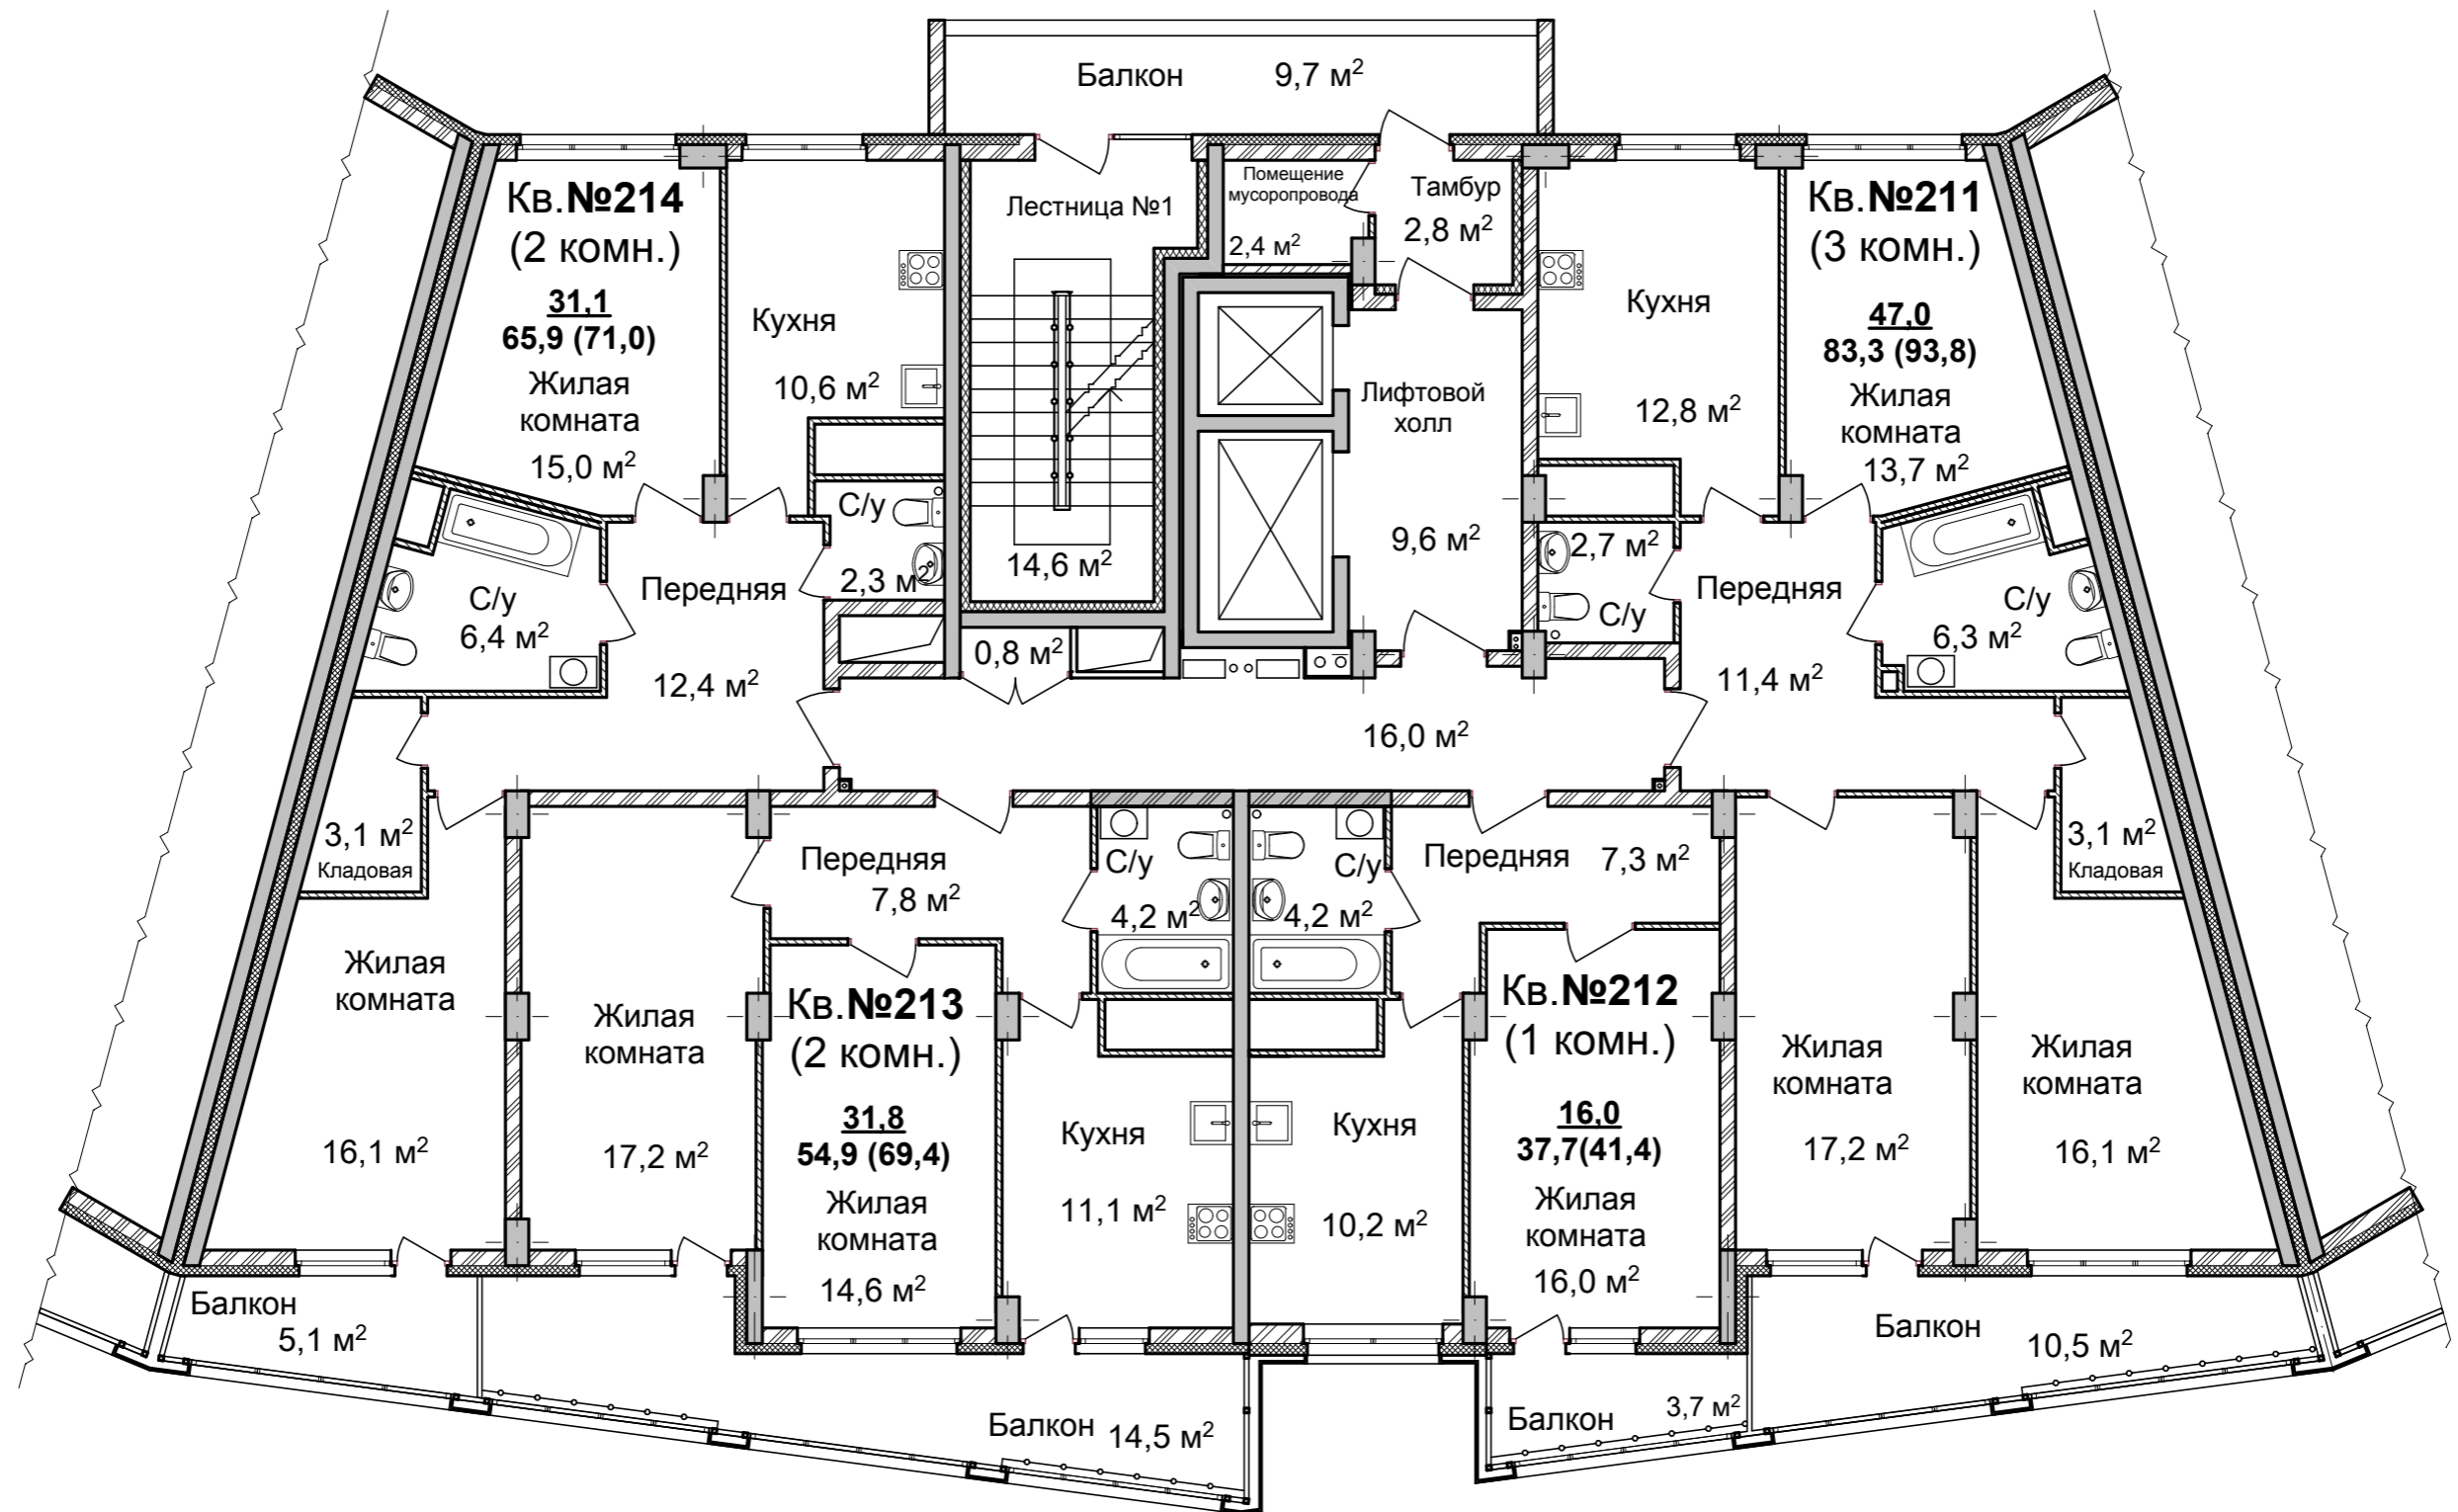 Балкон 9,7 м²
Кв.№214
(2 комн.)
31,1
65,9 (71,0)
Жилая
комната
15,0 м²
Кухня
10,6 м²
Лестница №1
14,6 м²
Помещение
мусоропровода
2,4 м²
Тамбур
2,8 м²
Лифтовой
холл
9,6 м²
Кухня
12,8 м²
Кв.№211
(3 комн.)
47,0
83,3 (93,8)
Жилая
комната
13,7 м²
С/у
6,4 м²
Передняя
12,4 м²
С/у
2,3 м²
0,8 м²
16,0 м²
2,7 м²
С/у
Передняя
11,4 м²
С/у
6,3 м²
3,1 м²
Кладовая
Жилая
комната
16,1 м²
Жилая
комната
17,2 м²
Передняя
7,8 м²
Кв.№213
(2 комн.)
31,8
54,9 (69,4)
Жилая
комната
14,6 м²
С/у
4,2 м²
Кухня
11,1 м²
С/у
4,2 м²
Кухня
10,2 м²
Передняя 7,3 м²
Кв.№212
(1 комн.)
16,0
37,7(41,4)
Жилая
комната
16,0 м²
Жилая
комната
17,2 м²
3,1 м²
Кладовая
Жилая
комната
16,1 м²
Балкон
5,1 м²
Балкон 14,5 м²
Балкон 3,7 м²
Балкон 10,5 м²